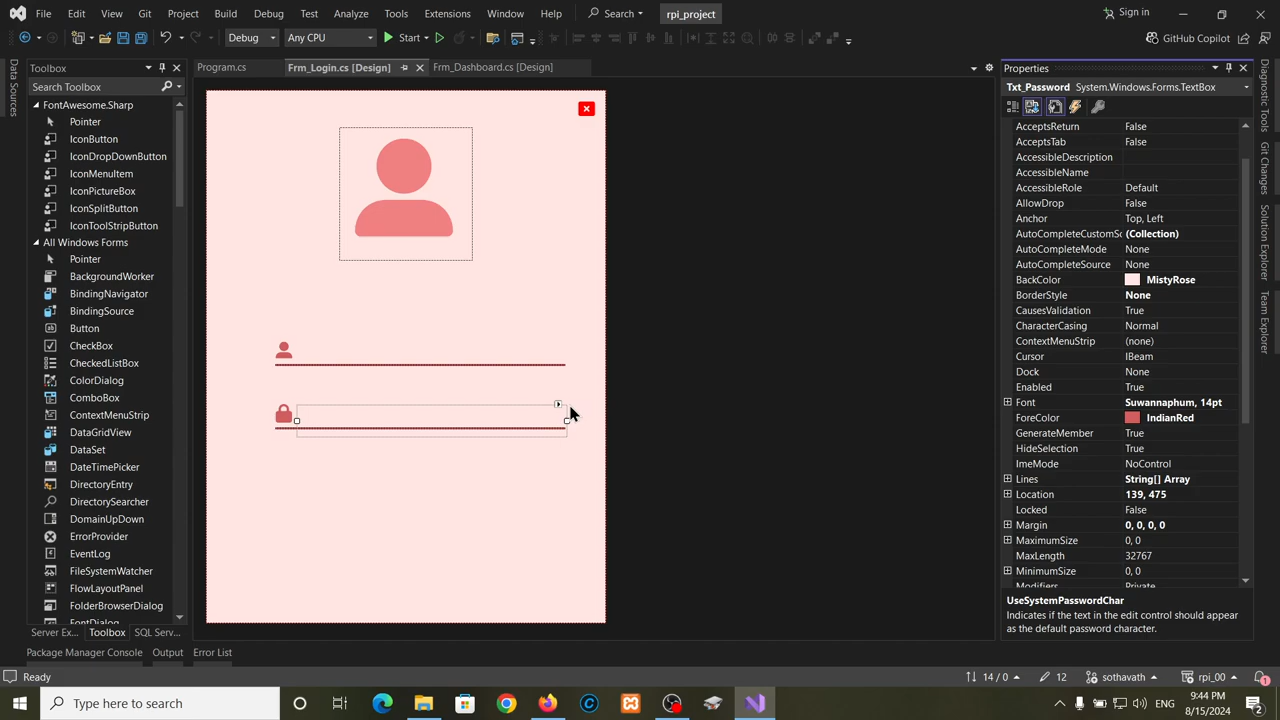 File Edit View Git Project Build Debug Test Analyze Tools Extensions Window Help Search rpi_project Sign in
Debug Any CPU Start GitHub Copilot
Data Sources
Toolbox
Search Toolbox
FontAwesome.Sharp
Pointer
IconButton
IconDropDownButton
IconMenuItem
IconPictureBox
IconSplitButton
IconToolStripButton
All Windows Forms
Pointer
BackgroundWorker
BindingNavigator
BindingSource
Button
CheckBox
CheckedListBox
ColorDialog
ComboBox
ContextMenuStrip
DataGridView
DataSet
DateTimePicker
DirectoryEntry
DirectorySearcher
DomainUpDown
ErrorProvider
EventLog
FileSystemWatcher
FlowLayoutPanel
FolderBrowserDialog
FontDialog
Server Ex... Toolbox SQL Serv...
Program.cs Frm_Login.cs [Design] Frm_Dashboard.cs [Design]
Properties
Txt_Password System.Windows.Forms.TextBox
AcceptsReturn False
AcceptsTab False
AccessibleDescription
AccessibleName
AccessibleRole Default
AllowDrop False
Anchor Top, Left
AutoCompleteCustomSo (Collection)
AutoCompleteMode None
AutoCompleteSource None
BackColor MistyRose
BorderStyle None
CausesValidation True
CharacterCasing Normal
ContextMenuStrip (none)
Cursor IBeam
Dock None
Enabled True
Font Suwannaphum, 14pt
ForeColor IndianRed
GenerateMember True
HideSelection True
ImeMode NoControl
Lines String[] Array
Location 139, 475
Locked False
Margin 0, 0, 0, 0
MaximumSize 0, 0
MaxLength 32767
MinimumSize 0, 0
Modifiers Private
UseSystemPasswordChar
Indicates if the text in the edit control should appear
as the default password character.
Diagnostic Tools
Git Changes
Solution Explorer
Team Explorer
Package Manager Console Output Error List
Ready 14 / 0 12 sothavath rpi_00 1
Type here to search ENG 9:44 PM
8/15/2024 2